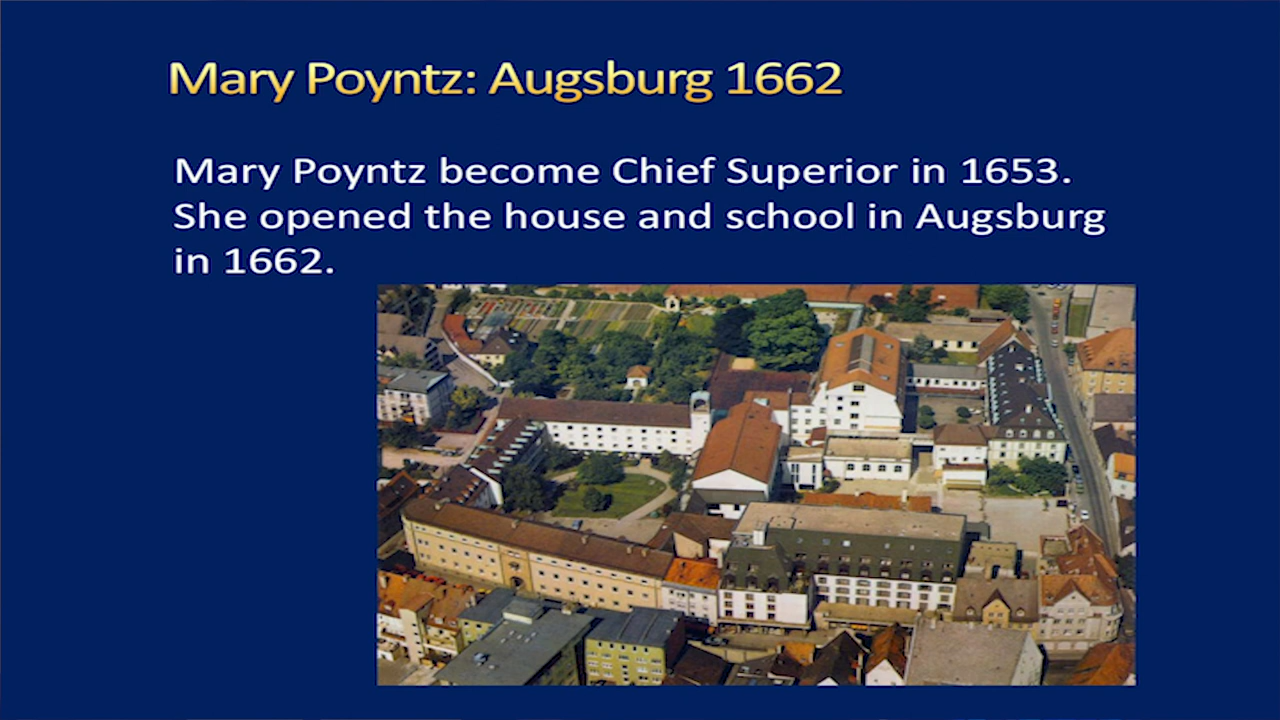 Mary Poyntz: Augsburg 1662
Mary Poyntz become Chief Superior in 1653.
She opened the house and school in Augsburg
in 1662.